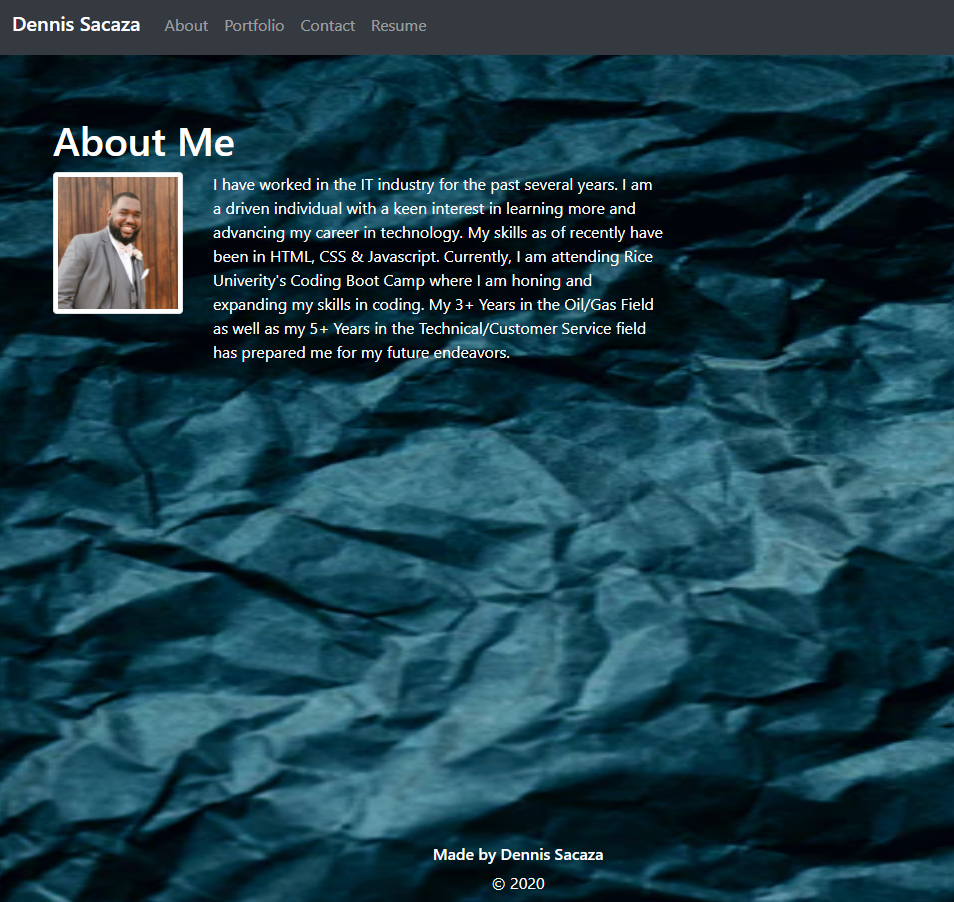 Dennis Sacaza About Portfolio Contact Resume
About Me
I have worked in the IT industry for the past several years. I am
a driven individual with a keen interest in learning more and
advancing my career in technology. My skills as of recently have
been in HTML, CSS & Javascript. Currently, I am attending Rice
Univerity's Coding Boot Camp where I am honing and
expanding my skills in coding. My 3+ Years in the Oil/Gas Field
as well as my 5+ Years in the Technical/Customer Service field
has prepared me for my future endeavors.
Made by Dennis Sacaza
© 2020